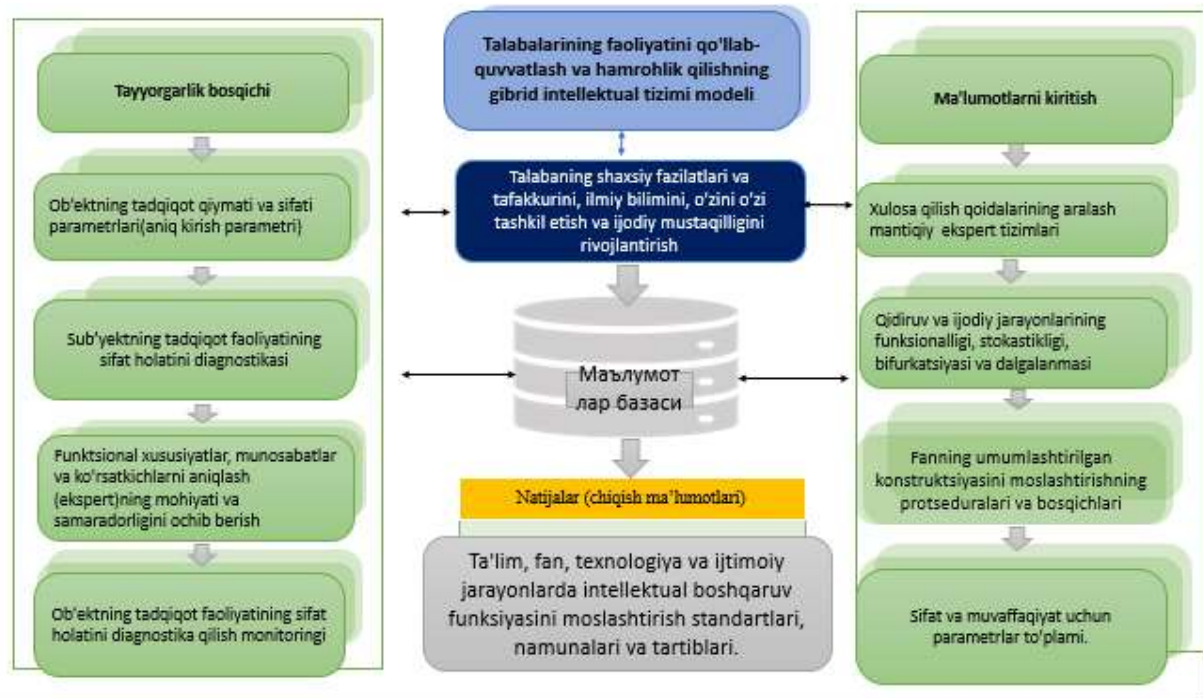 Tayyorgarlik bosqichi
Ob'ektning tadqiqot qiymati va sifati
parametrlari(aniq kirish parametri)
Sub'yektning tadqiqot faoliyatining
sifat holatini diagnostikasi
Funktsional xususiyatlar, munosabatlar
va ko'rsatkichlarni aniqlash
(ekspert)ning mohiyati va
samaradorligini ochib berish
Ob'ektning tadqiqot faoliyatining sifat
holatini diagnostika qilish monitoringi
Talabalarining faoliyatini qo'llab-
quvvatlash va hamrohlik qilishning
gibrid intellektual tizimi modeli
Talabaning shaxsiy fazilatlari va
tafakkurini, ilmiy bilimini, o'zini o'zi
tashkil etish va ijodiy mustaqilligini
rivojlantirish
Маълумот
лар базаси
Natijalar (chiqish ma'lumotlari)
Ta'lim, fan, texnologiya va ijtimoiy
jarayonlarda intellektual boshqaruv
funksiyasini moslashtirish standartlari,
namunalari va tartiblari.
Ma'lumotlarni kiritish
Xulosa qilish qoidalarining aralash
mantiqiy ekspert tizimlari
Qidiruv va ijodiy jarayonlarining
funksionalligi, stokastikligi,
bifurkatsiyasi va dalgalanmasi
Fanning umumlashtirilgan
konstruktsiyasini moslashtirishning
protseduralari va bosqichlari
Sifat va muvaffaqiyat uchun
parametrlar to'plami.